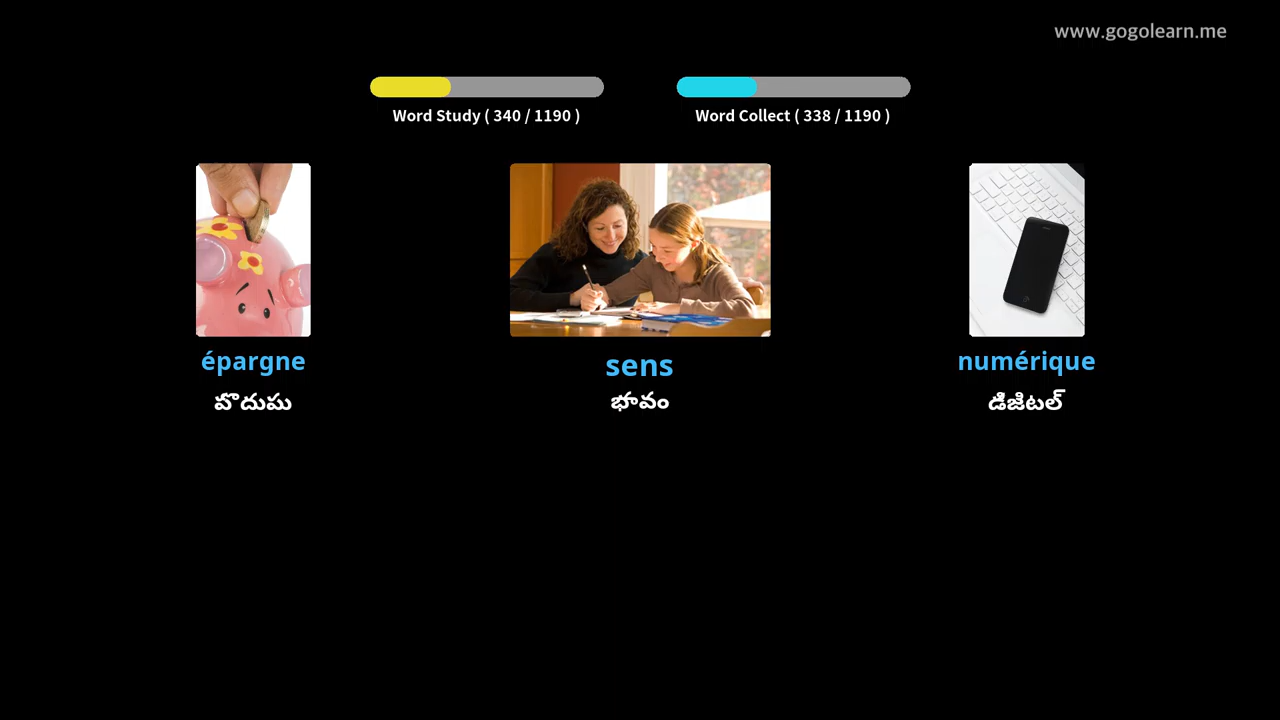 www.gogolearn.me
Word Study ( 340 / 1190 )
Word Collect ( 338 / 1190 )
épargne
sens
numérique
పొదుపు
భావం
డిజిటల్